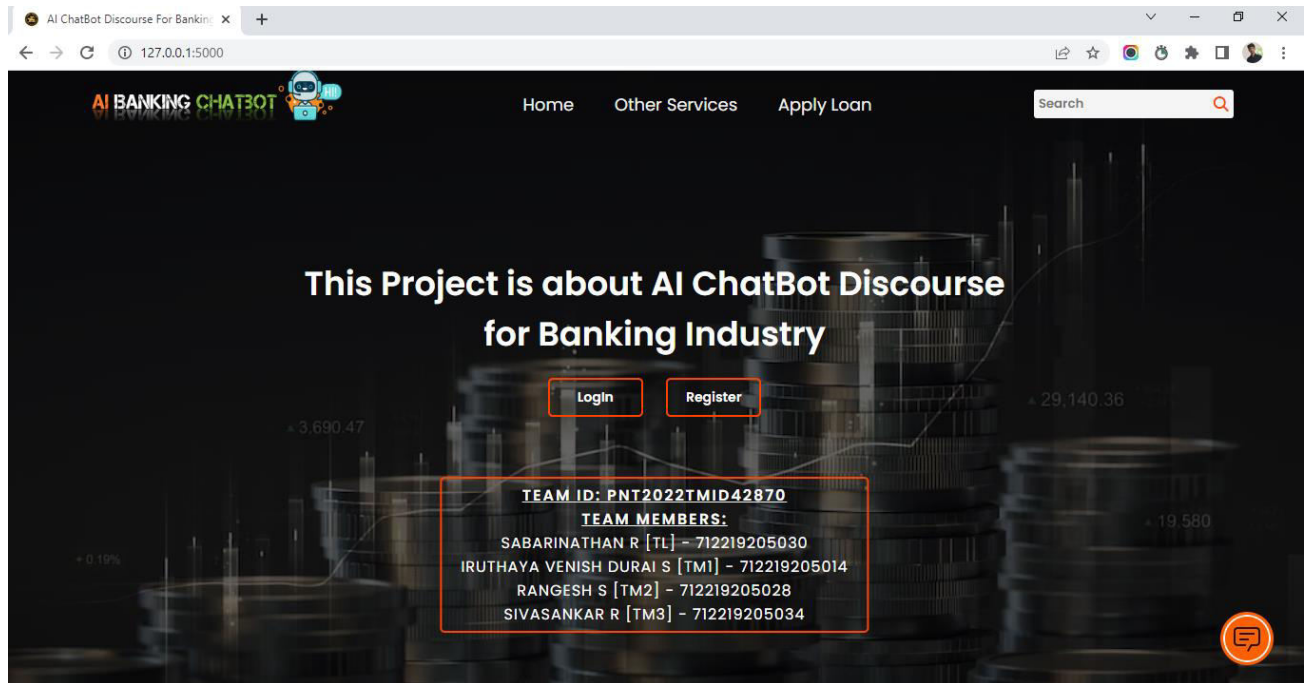 AI ChatBot Discourse For Banking
127.0.0.1:5000
AI BANKING CHATBOT
HI!
Home Other Services Apply Loan
Search
This Project is about AI ChatBot Discourse
for Banking Industry
LogIn Register
29,140.36
3.690.47
TEAM ID: PNT2022TMID42870
TEAM MEMBERS:
SABARINATHAN R [TL] - 712219205030
IRUTHAYA VENISH DURAI S [TM1] - 712219205014
RANGESH S [TM2] - 712219205028
SIVASANKAR R [TM3] - 712219205034
19.580
+ 0.19%